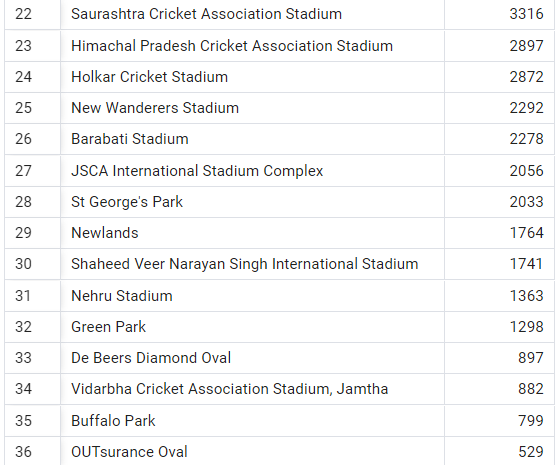 22 Saurashtra Cricket Association Stadium 3316
23 Himachal Pradesh Cricket Association Stadium 2897
24 Holkar Cricket Stadium 2872
25 New Wanderers Stadium 2292
26 Barabati Stadium 2278
27 JSCA International Stadium Complex 2056
28 St George's Park 2033
29 Newlands 1764
30 Shaheed Veer Narayan Singh International Stadium 1741
31 Nehru Stadium 1363
32 Green Park 1298
33 De Beers Diamond Oval 897
34 Vidarbha Cricket Association Stadium, Jamtha 882
35 Buffalo Park 799
36 OUTsurance Oval 529